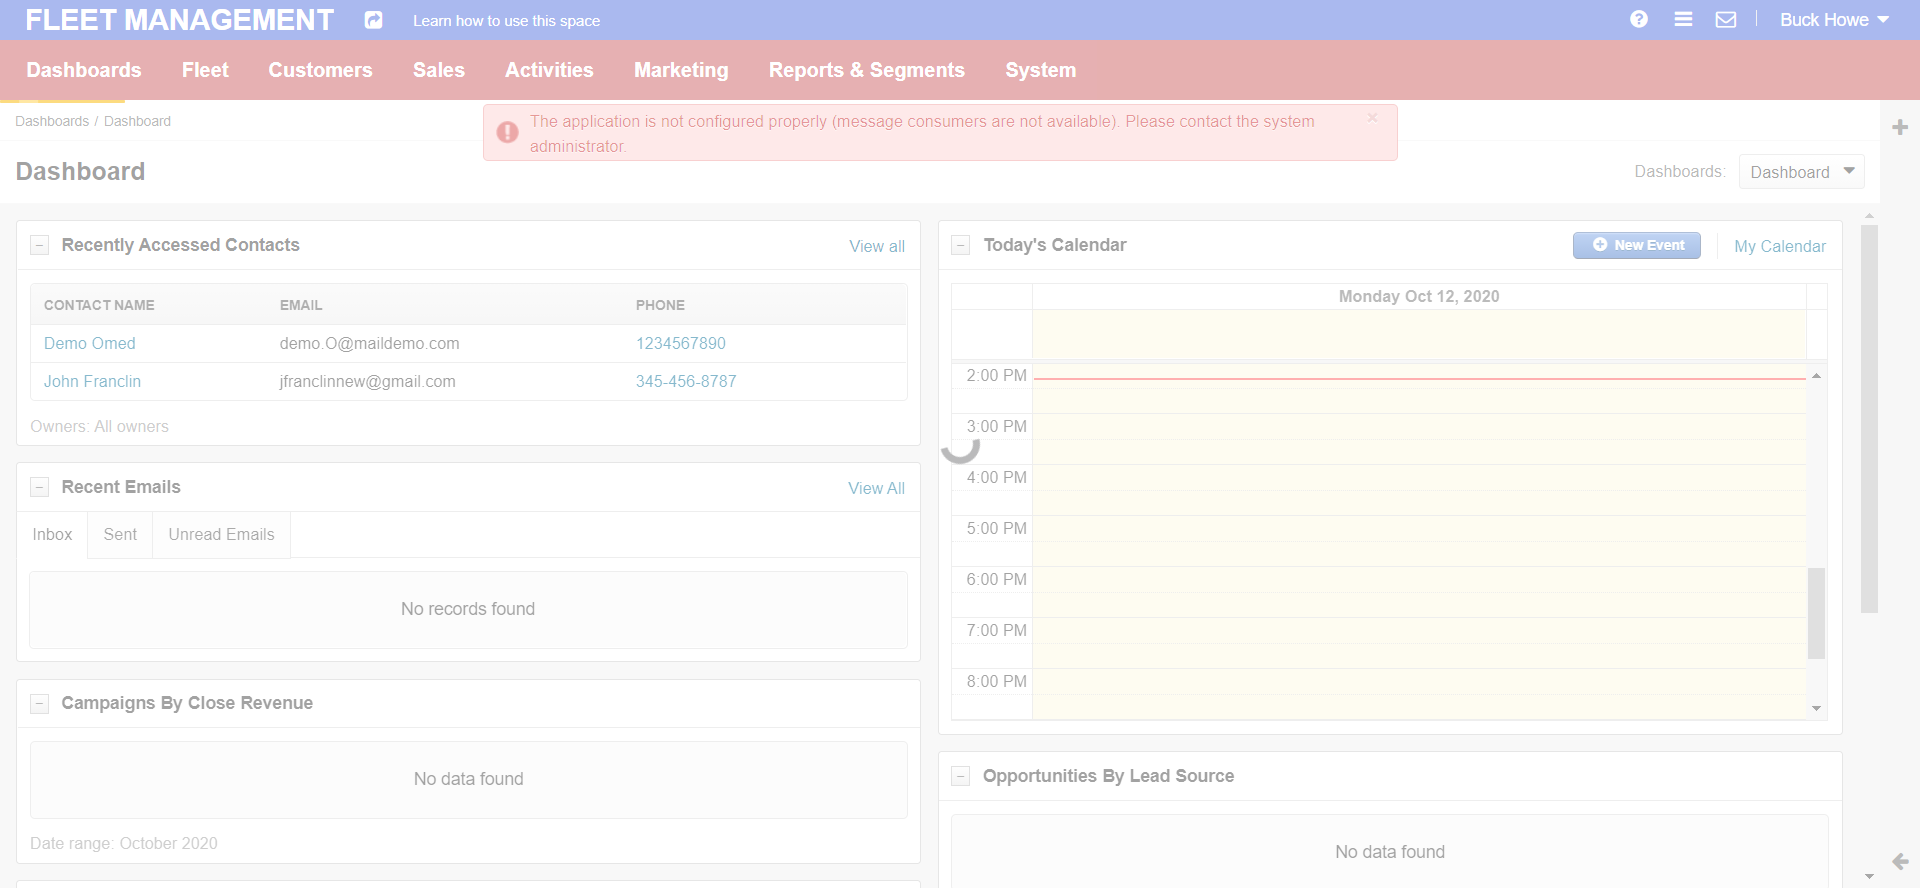 FLEET MANAGEMENT
Learn how to use this space
Buck Howe
Dashboards Fleet Customers Sales Activities Marketing Reports & Segments System
Dashboards / Dashboard
The application is not configured properly (message consumers are not available). Please contact the system
administrator.
×
Dashboard
Dashboards: Dashboard
Recently Accessed Contacts
View all
CONTACT NAME EMAIL PHONE
Demo Omed demo.O@maildemo.com 1234567890
John Franclin jfranclinnew@gmail.com 345-456-8787
Owners: All owners
Recent Emails
View All
Inbox Sent Unread Emails
No records found
Campaigns By Close Revenue
No data found
Date range: October 2020
Today's Calendar
New Event
My Calendar
Monday Oct 12, 2020
2:00 PM
3:00 PM
4:00 PM
5:00 PM
6:00 PM
7:00 PM
8:00 PM
Opportunities By Lead Source
No data found